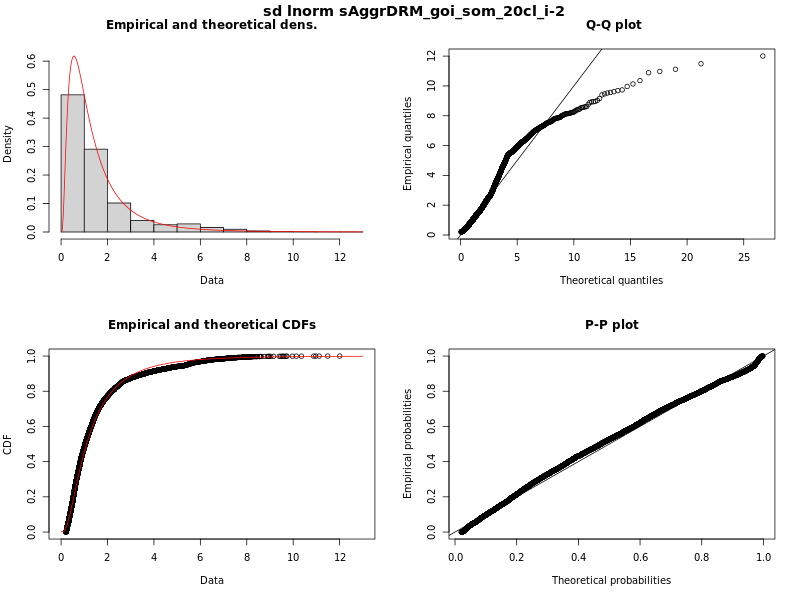 sd lnorm sAggrDRM_goi_som_20cl_i-2
Empirical and theoretical dens.
Density
0.0 0.1 0.2 0.3 0.4 0.5 0.6
0 2 4 6 8 10 12
Data
Q-Q plot
Empirical quantiles
0 2 4 6 8 10 12
0 5 10 15 20 25
Theoretical quantiles
Empirical and theoretical CDFs
CDF
0.0 0.2 0.4 0.6 0.8 1.0
0 2 4 6 8 10 12
Data
P-P plot
Empirical probabilities
0.0 0.2 0.4 0.6 0.8 1.0
0.0 0.2 0.4 0.6 0.8 1.0
Theoretical probabilities